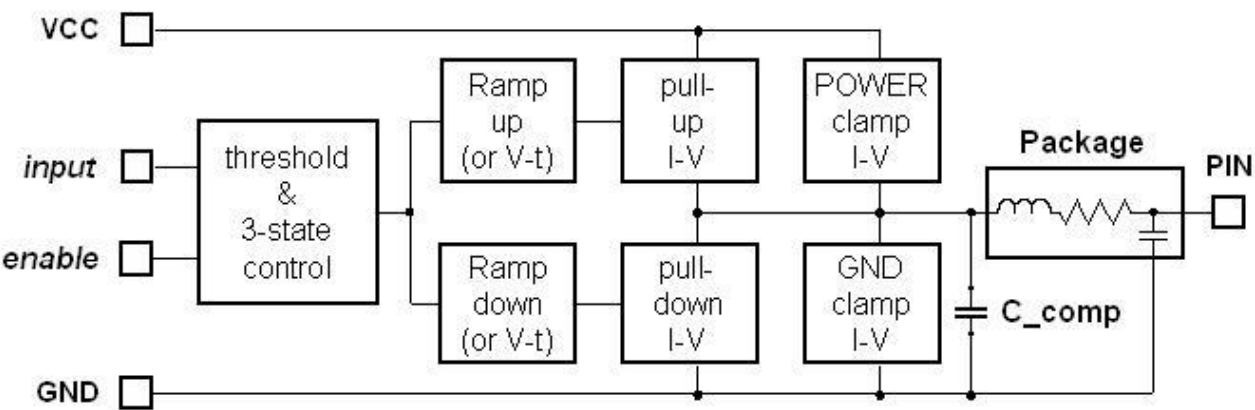 VCC
input
enable
GND
threshold
&
3-state
control
Ramp
up
(or V-t)
Ramp
down
(or V-t)
pull-
up
I-V
pull-
down
I-V
POWER
clamp
I-V
GND
clamp
I-V
C_comp
Package
PIN